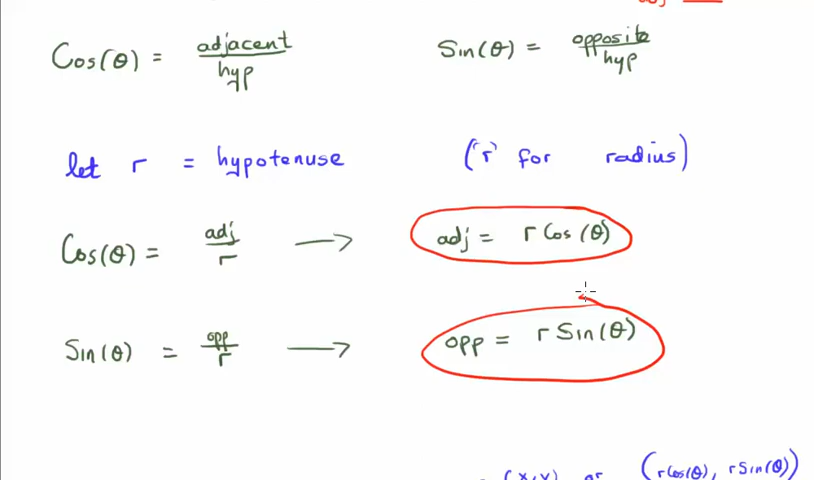 Cos(θ) = adjacent/hyp Sin(θ) = opposite/hyp
let r = hypotenuse ('r' for radius)
Cos(θ) = adj/r → adj = r Cos(θ)
Sin(θ) = opp/r → opp = r Sin(θ)
(x,y) or (rCos(θ), rSin(θ))